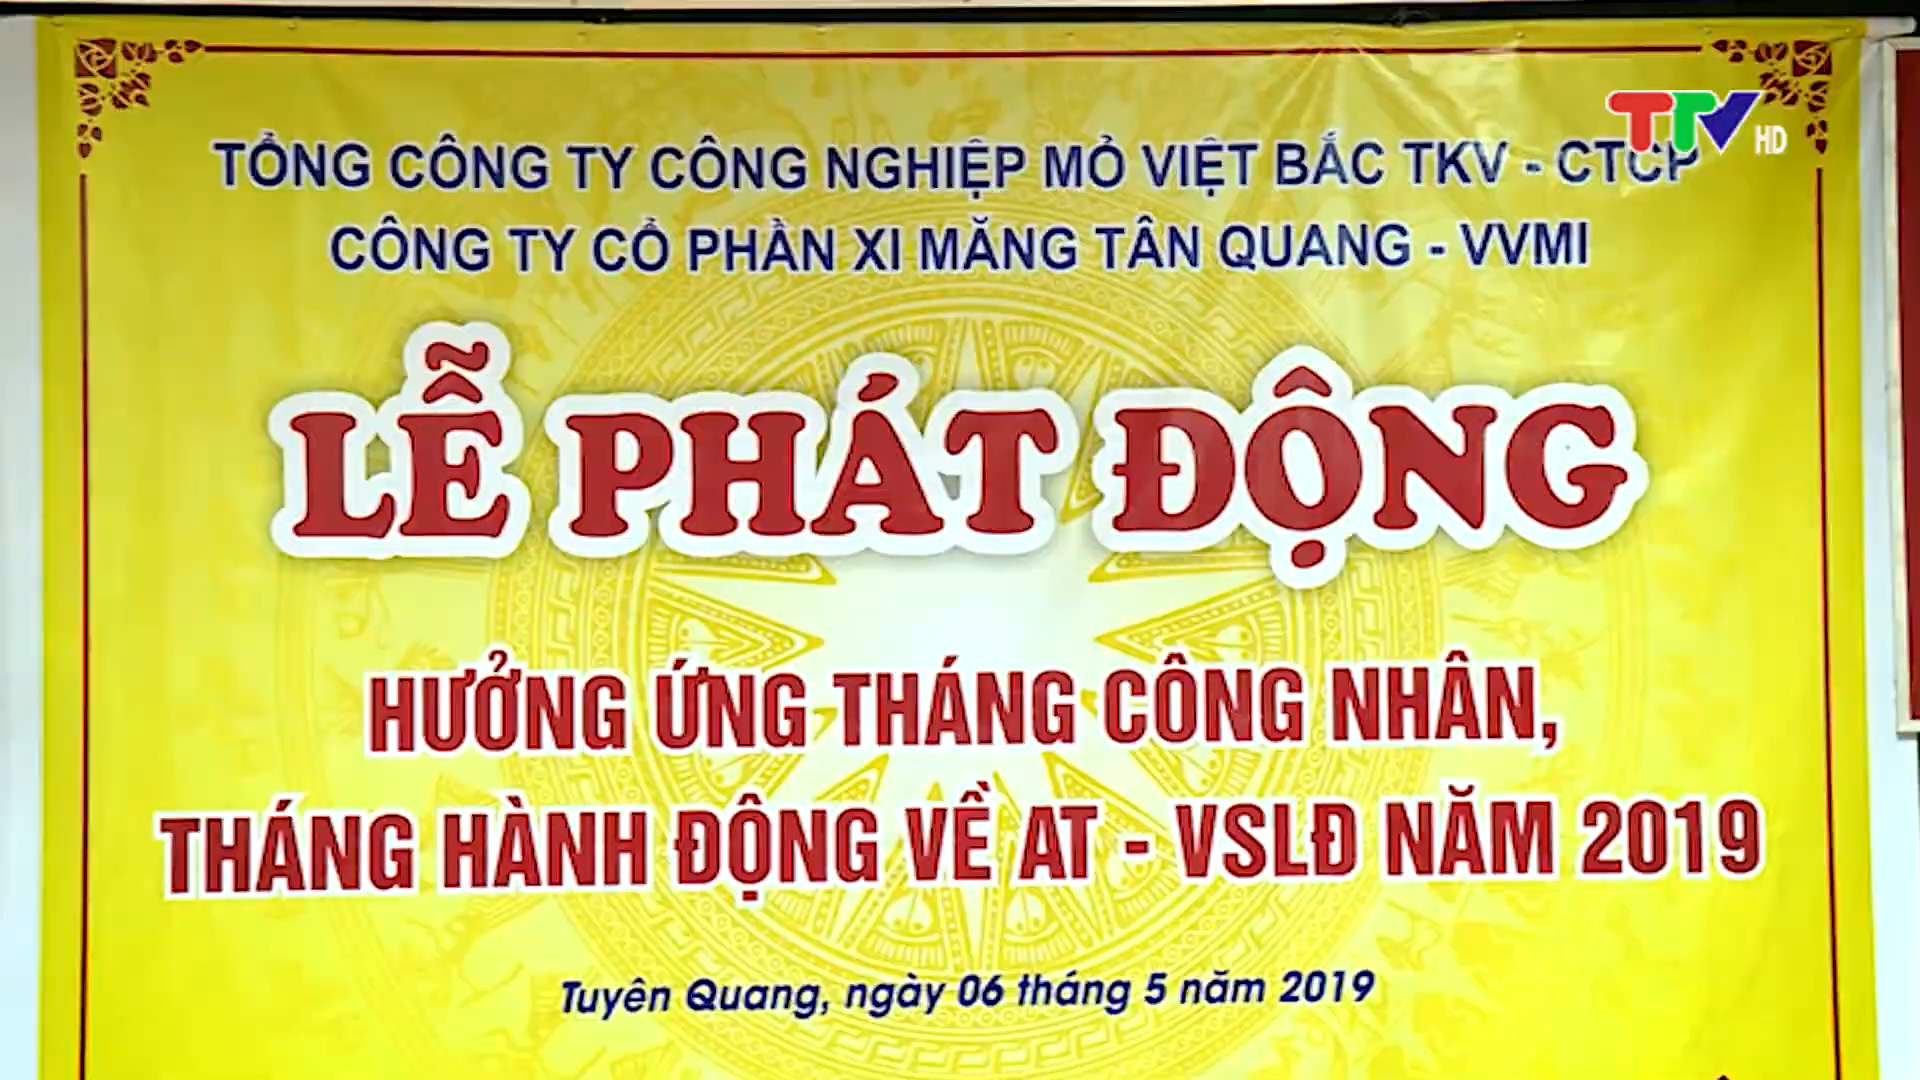 TTV HD
TỔNG CÔNG TY CÔNG NGHIỆP MỎ VIỆT BẮC TKV - CTCP
CÔNG TY CỔ PHẦN XI MĂNG TÂN QUANG - VVMI
LỄ PHÁT ĐỘNG
HƯỞNG ỨNG THÁNG CÔNG NHÂN,
THÁNG HÀNH ĐỘNG VỀ AT - VSLĐ NĂM 2019
Tuyên Quang, ngày 06 tháng 5 năm 2019